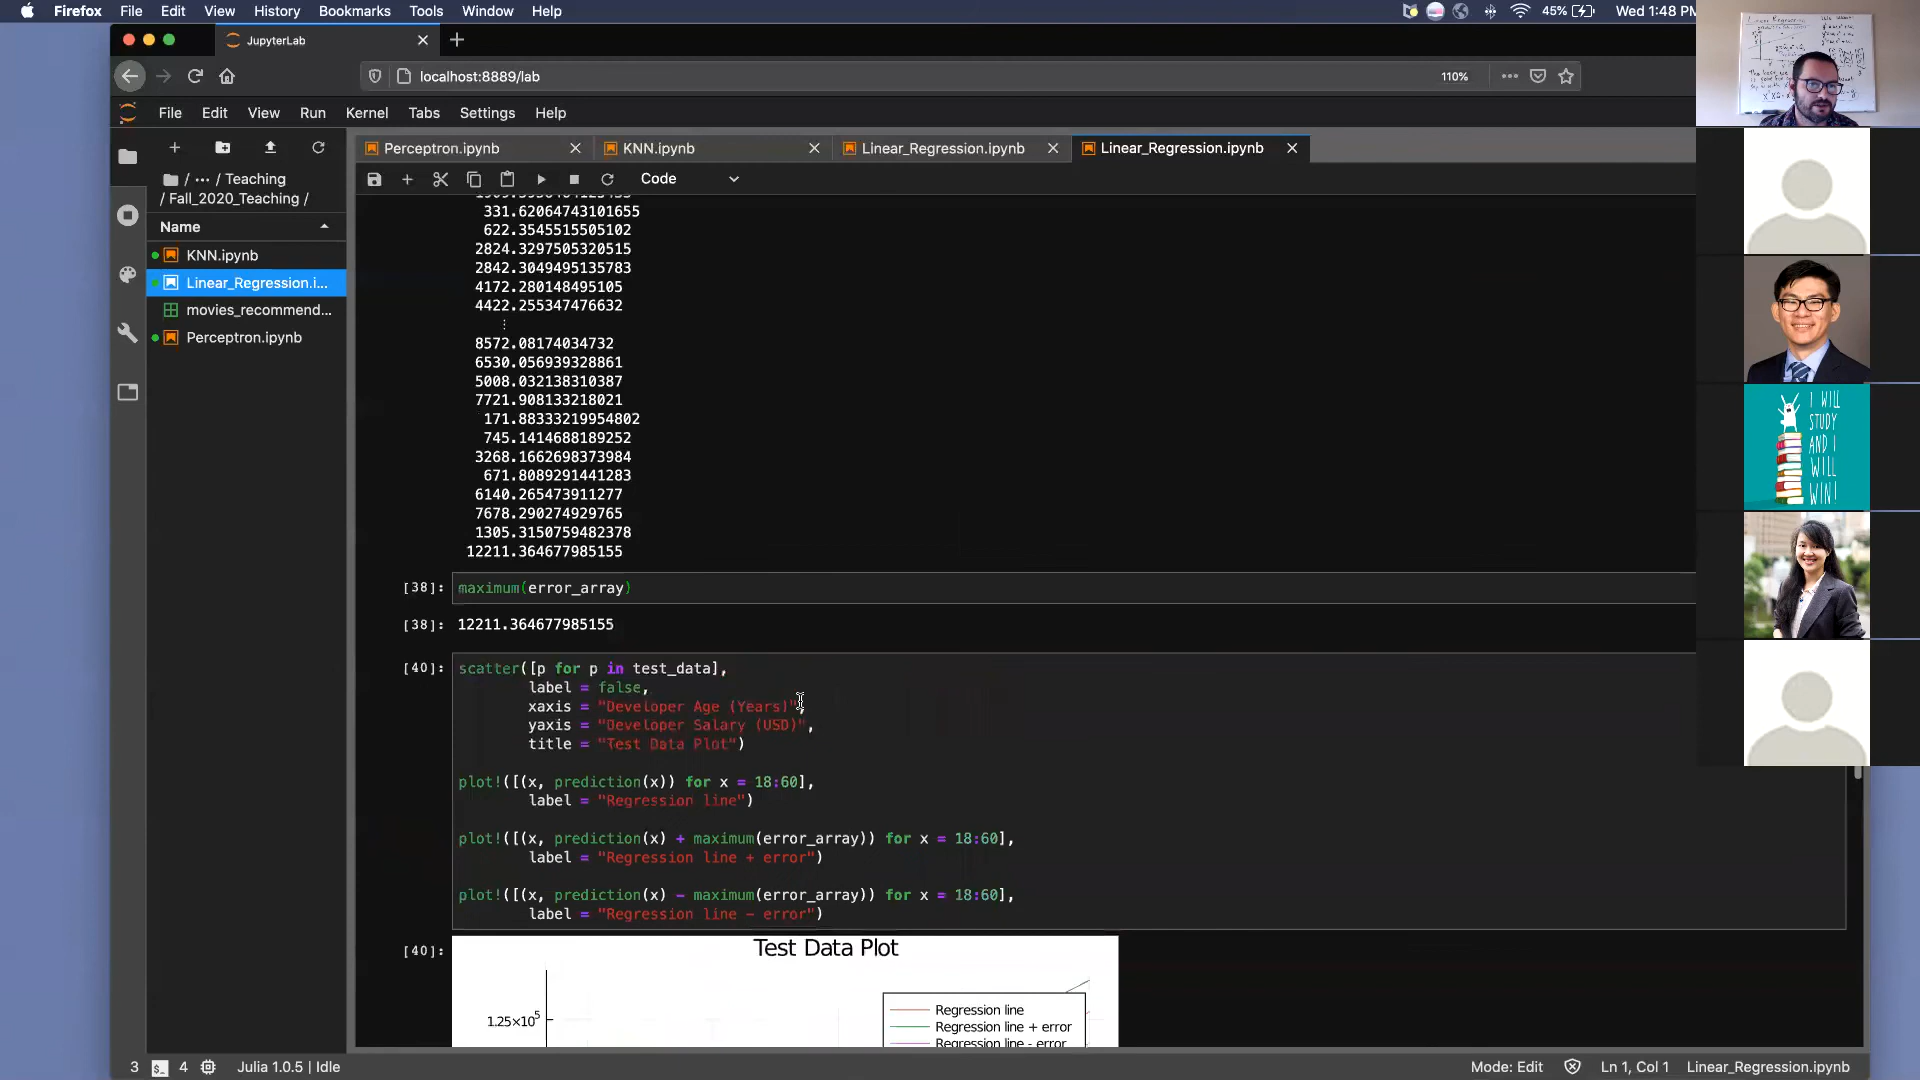 Firefox File Edit View History Bookmarks Tools Window Help 45% Wed 1:48 PM
JupyterLab
localhost:8889/lab 110%
File Edit View Run Kernel Tabs Settings Help
Perceptron.ipynb KNN.ipynb Linear_Regression.ipynb Linear_Regression.ipynb
/ ··· / Teaching
/ Fall_2020_Teaching /
Code
Name
KNN.ipynb
Linear_Regression.i...
movies_recommend...
Perceptron.ipynb
331.62064743101655
622.3545515505102
2824.3297505320515
2842.3049495135783
4172.280148495105
4422.255347476632
⋮
8572.08174034732
6530.056939328861
5008.032138310387
7721.908133218021
171.88333219954802
745.1414688189252
3268.1662698373984
671.8089291441283
6140.265473911277
7678.290274929765
1305.3150759482378
12211.364677985155
[38]: maximum(error_array)
[38]: 12211.364677985155
[40]: scatter([p for p in test_data],
label = false,
xaxis = "Developer Age (Years)",
yaxis = "Developer Salary (USD)",
title = "Test Data Plot")
plot!([(x, prediction(x)) for x = 18:60],
label = "Regression line")
plot!([(x, prediction(x) + maximum(error_array)) for x = 18:60],
label = "Regression line + error")
plot!([(x, prediction(x) - maximum(error_array)) for x = 18:60],
label = "Regression line - error")
[40]: Test Data Plot
1.25×10⁵
Regression line
Regression line + error
Regression line - error
3 4 Julia 1.0.5 | Idle Mode: Edit Ln 1, Col 1 Linear_Regression.ipynb
Linear Regression
I WILL
STUDY
AND I
WILL
WIN!